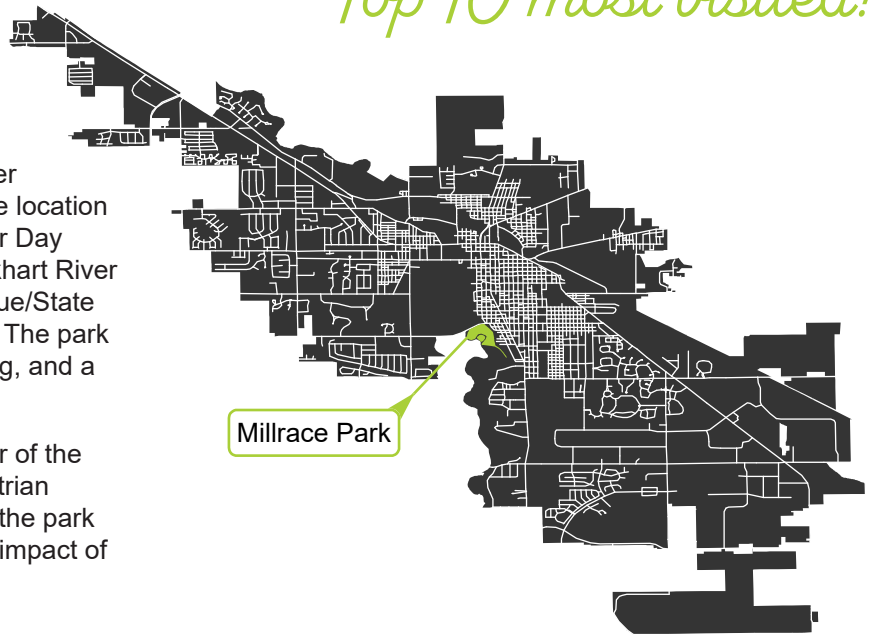 Top 10 most visited!
er
e location
r Day
hart River
ue/State
The park
g, and a
Millrace Park
r of the
trian
the park
impact of